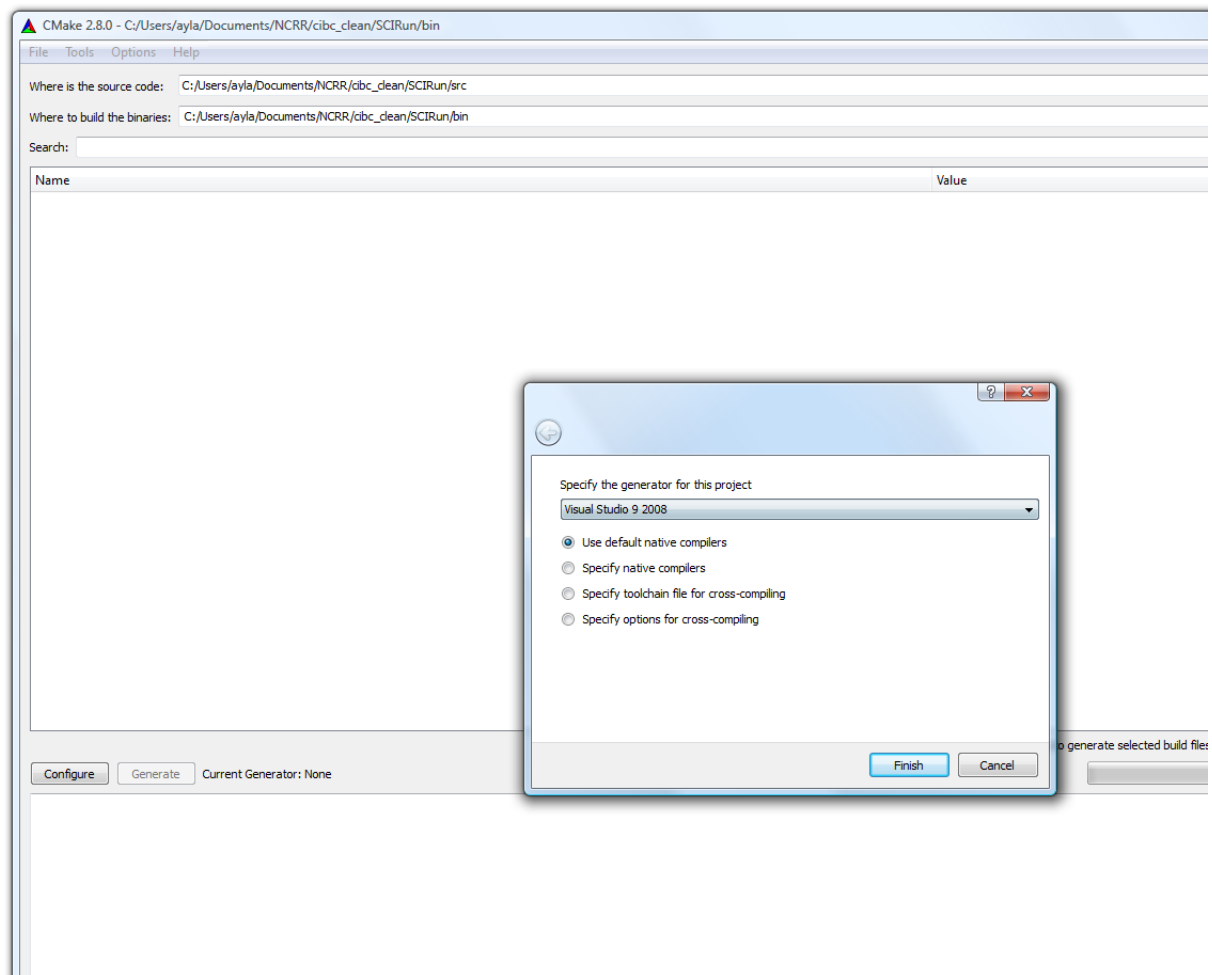 CMake 2.8.0 - C:/Users/ayla/Documents/NCRR/cibc_clean/SCIRun/bin
File Tools Options Help
Where is the source code: C:/Users/ayla/Documents/NCRR/cibc_clean/SCIRun/src
Where to build the binaries: C:/Users/ayla/Documents/NCRR/cibc_clean/SCIRun/bin
Search:
Name Value
Specify the generator for this project
Visual Studio 9 2008
Use default native compilers
Specify native compilers
Specify toolchain file for cross-compiling
Specify options for cross-compiling
Finish Cancel
o generate selected build files
Configure Generate Current Generator: None